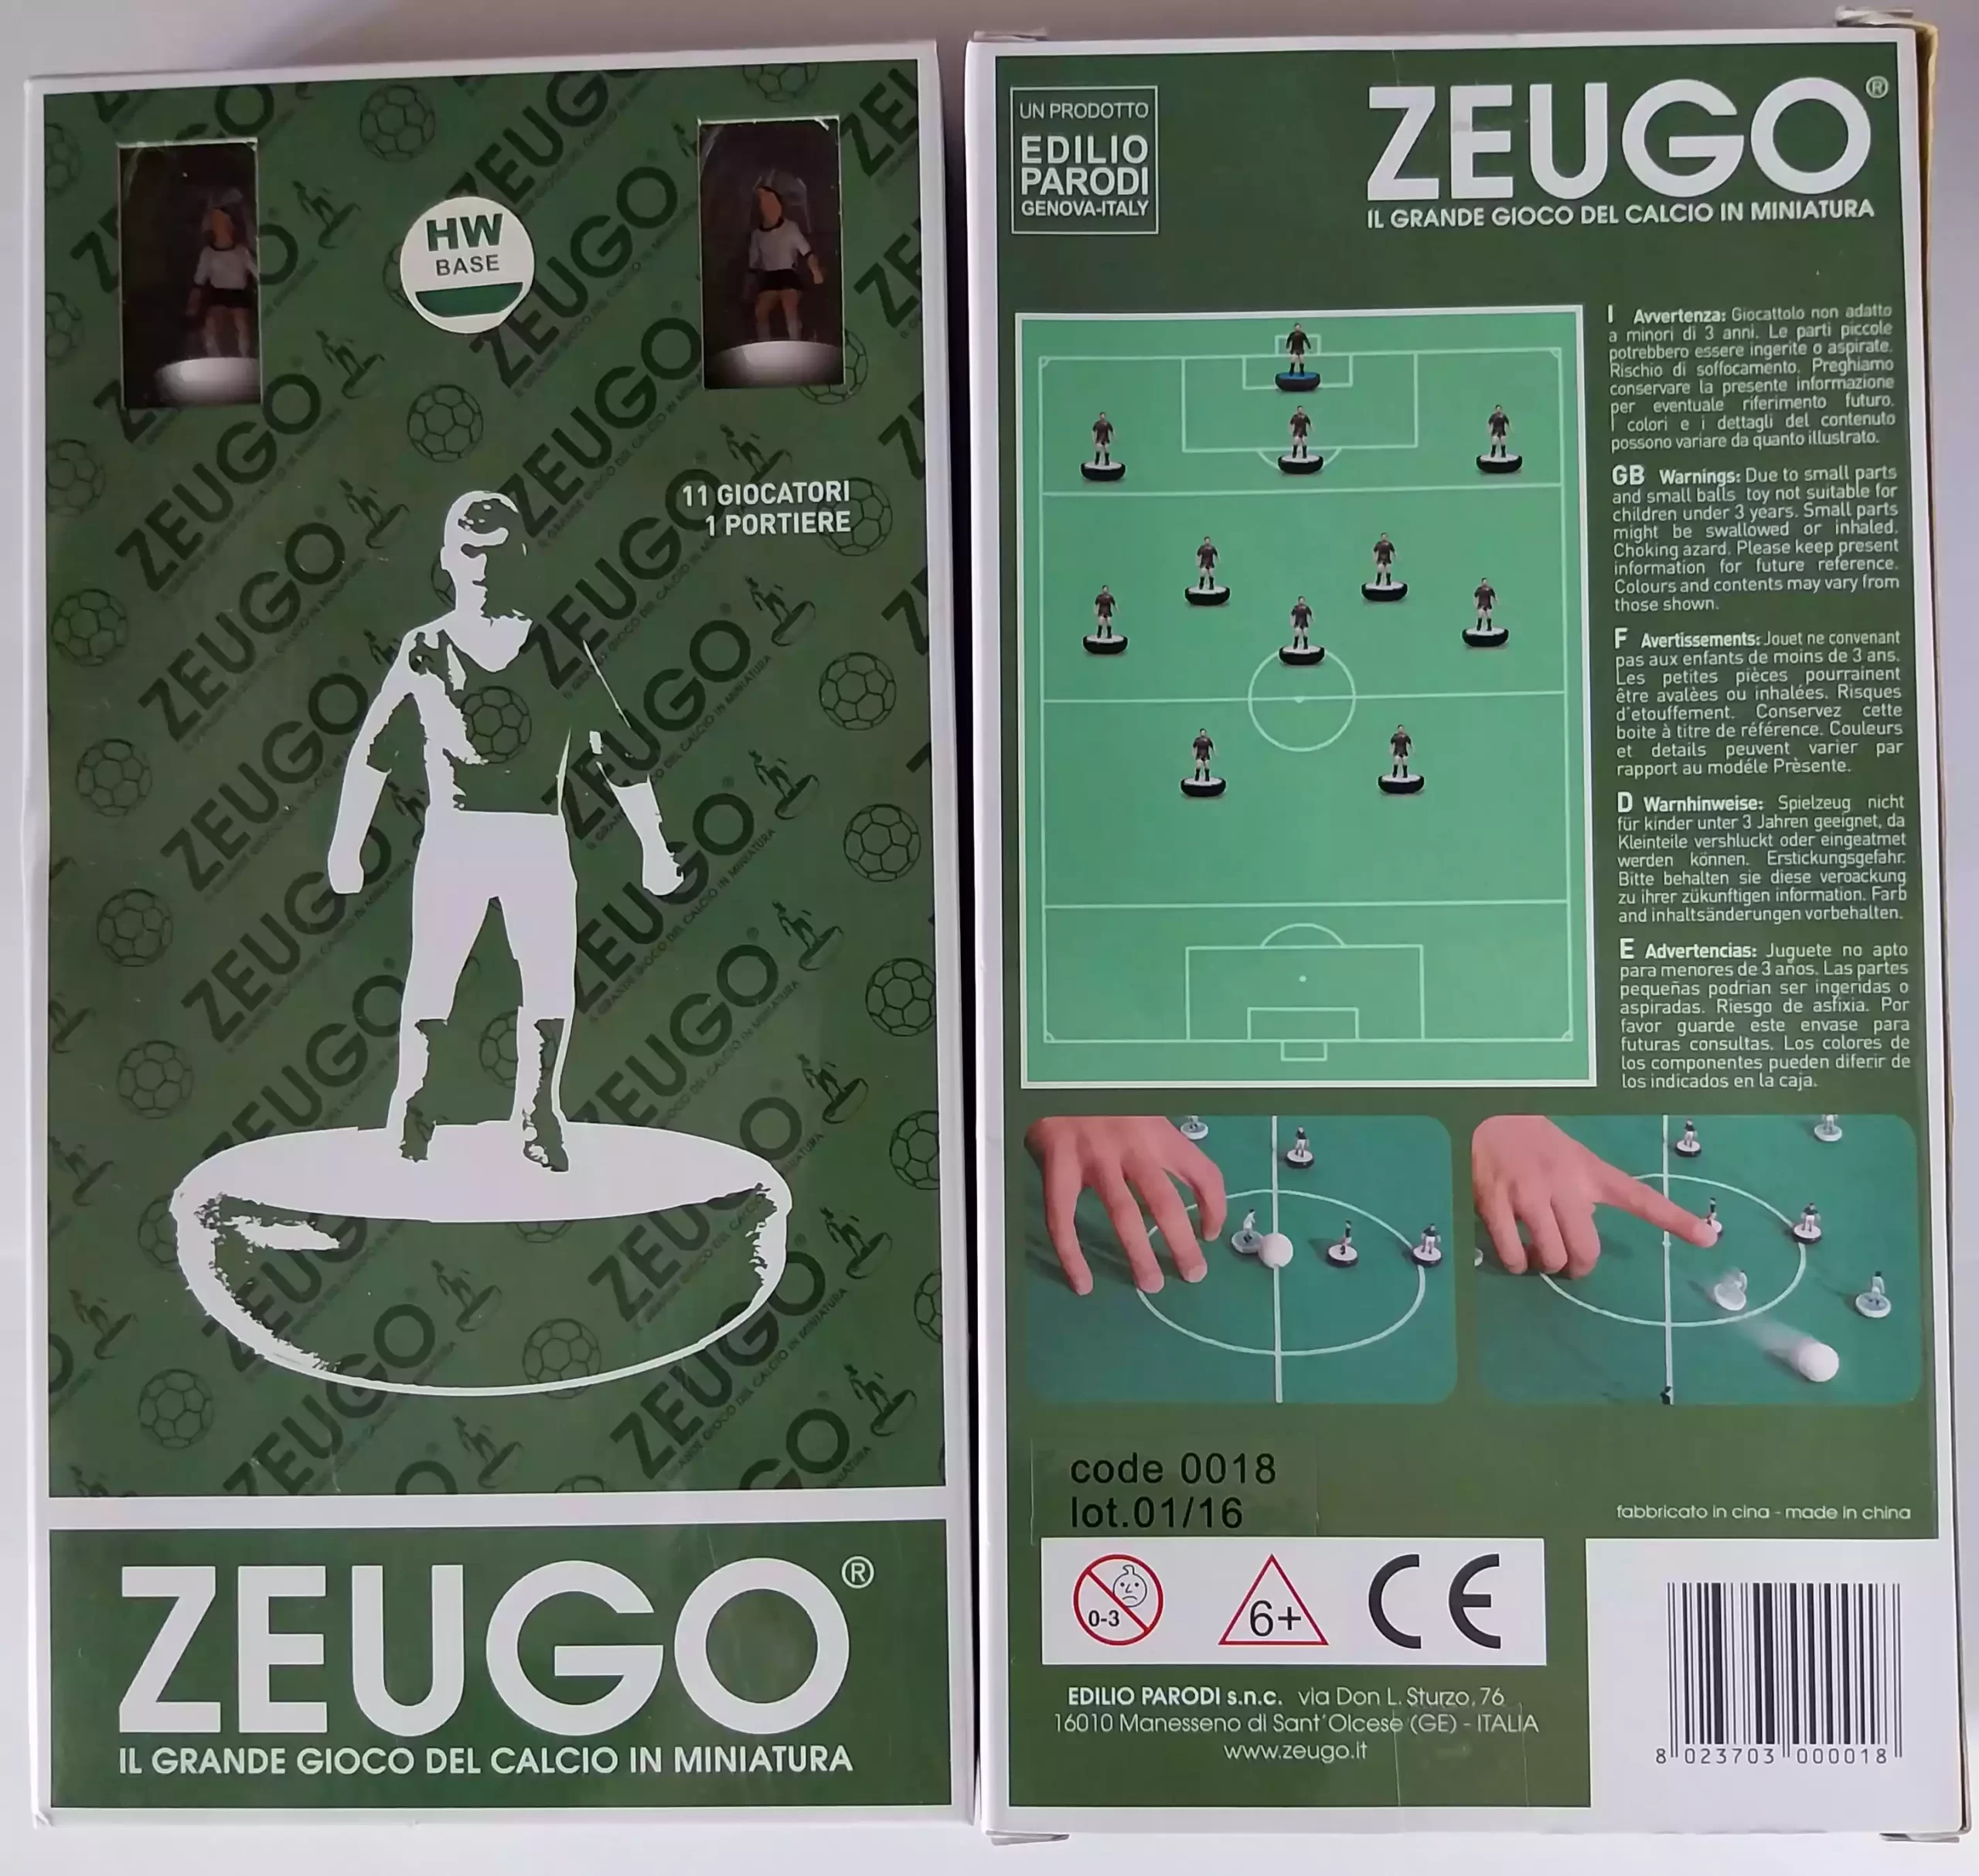 HW
BASE
11 GIOCATORI
1 PORTIERE
ZEUGO®
IL GRANDE GIOCO DEL CALCIO IN MINIATURA
UN PRODOTTO
EDILIO
PARODI
GENOVA-ITALY
ZEUGO®
IL GRANDE GIOCO DEL CALCIO IN MINIATURA
I Avvertenza: Giocattolo non adatto
a minori di 3 anni. Le parti piccole
potrebbero essere ingerite o aspirate.
Rischio di soffocamento. Preghiamo
conservare la presente informazione
per eventuale riferimento futuro.
I colori e i dettagli del contenuto
possono variare da quanto illustrato.
GB Warnings: Due to small parts
and small balls toy not suitable for
children under 3 years. Small parts
might be swallowed or inhaled.
Choking azard. Please keep present
information for future reference.
Colours and contents may vary from
those shown.
F Avertissements: Jouet ne convenant
pas aux enfants de moins de 3 ans.
Les petites pièces pourrainent
être avalèes ou inhalées. Risques
d'etouffement. Conservez cette
boite à titre de référence. Couleurs
et details peuvent varier par
rapport au modéle Prèsente.
D Warnhinweise: Spielzeug nicht
für kinder unter 3 Jahren geeignet, da
Kleinteile vershluckt oder eingeatmet
werden können. Erstickungsgefahr.
Bitte behalten sie diese veroackung
zu ihrer zükunftigen information. Farb
and inhaltsänderungen vorbehalten.
E Advertencias: Juguete no apto
para menores de 3 años. Las partes
pequeñas podrian ser ingeridas o
aspiradas. Riesgo de asfixia. Por
favor guarde este envase para
futuras consultas. Los colores de
los componentes pueden diferir de
los indicados en la caja.
code 0018
lot.01/16
fabbricato in cina - made in china
0-3
6+
CE
EDILIO PARODI s.n.c. via Don L. Sturzo, 76
16010 Manesseno di Sant'Olcese (GE) - ITALIA
www.zeugo.it
8 023703 000018